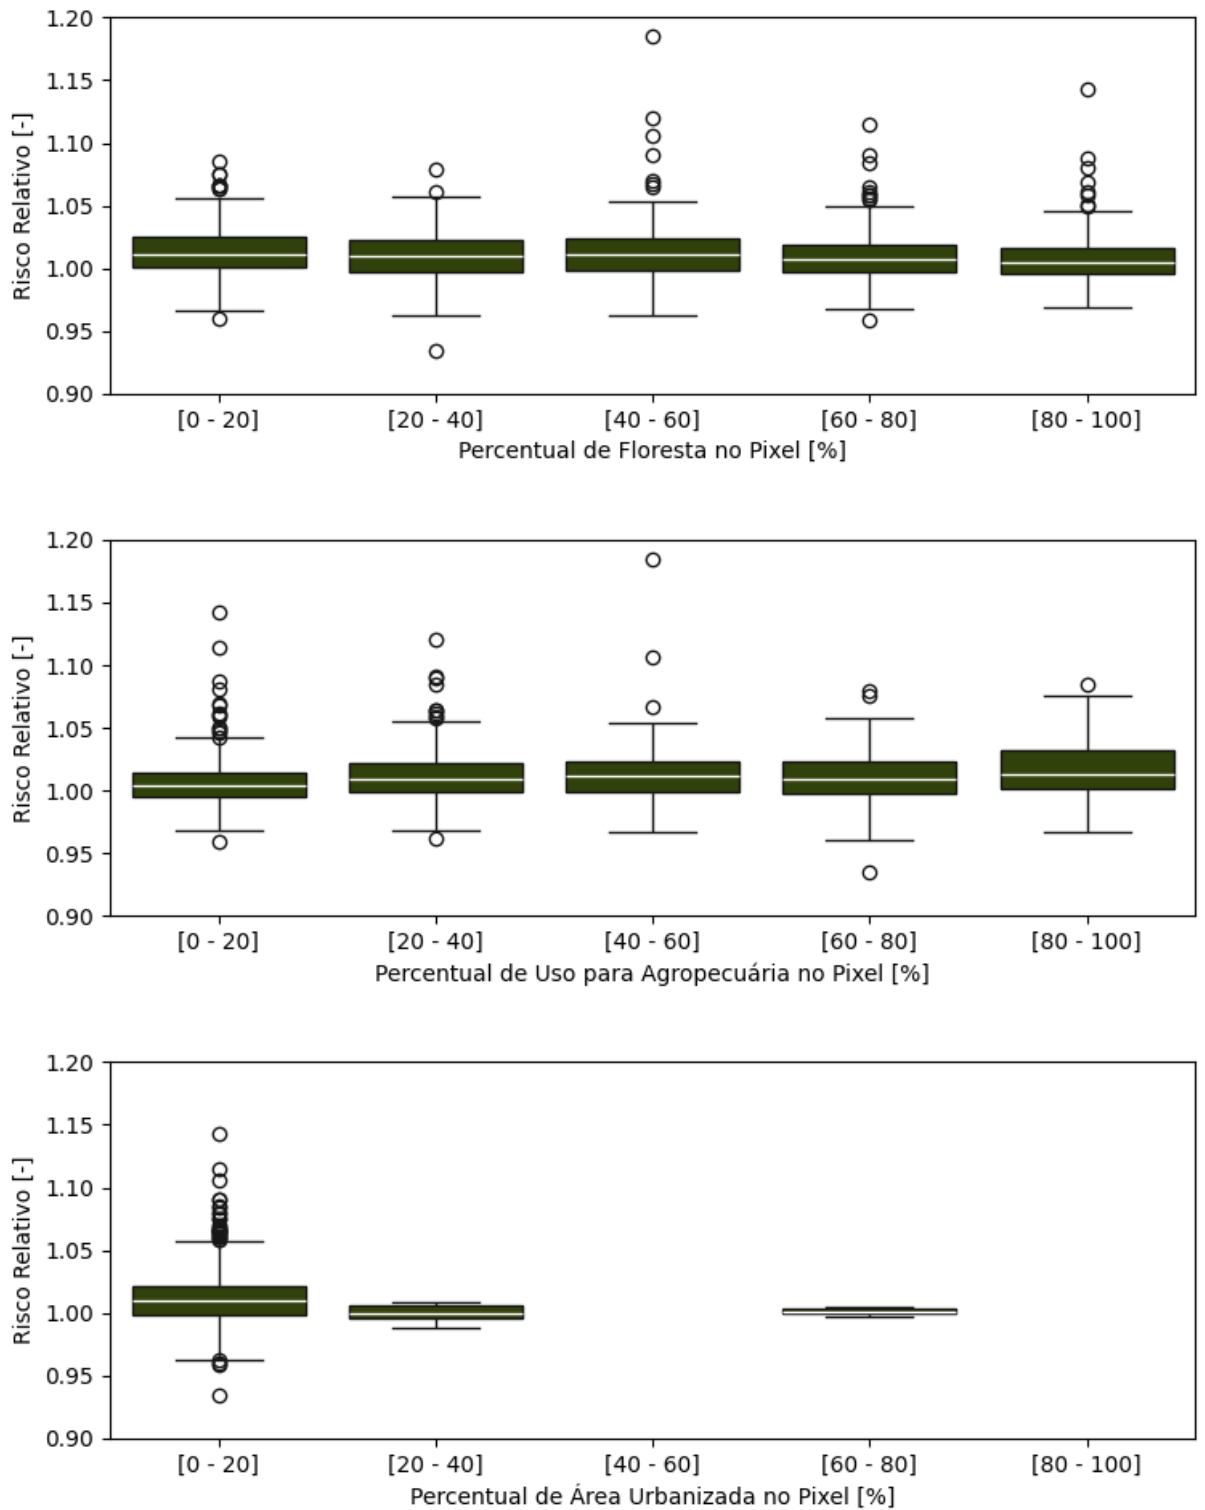 1.20
1.15
1.10
1.05
1.00
0.95
0.90
Risco Relativo [-]
[0 - 20] [20 - 40] [40 - 60] [60 - 80] [80 - 100]
Percentual de Floresta no Pixel [%]
1.20
1.15
1.10
1.05
1.00
0.95
0.90
Risco Relativo [-]
[0 - 20] [20 - 40] [40 - 60] [60 - 80] [80 - 100]
Percentual de Uso para Agropecuária no Pixel [%]
1.20
1.15
1.10
1.05
1.00
0.95
0.90
Risco Relativo [-]
[0 - 20] [20 - 40] [40 - 60] [60 - 80] [80 - 100]
Percentual de Área Urbanizada no Pixel [%]